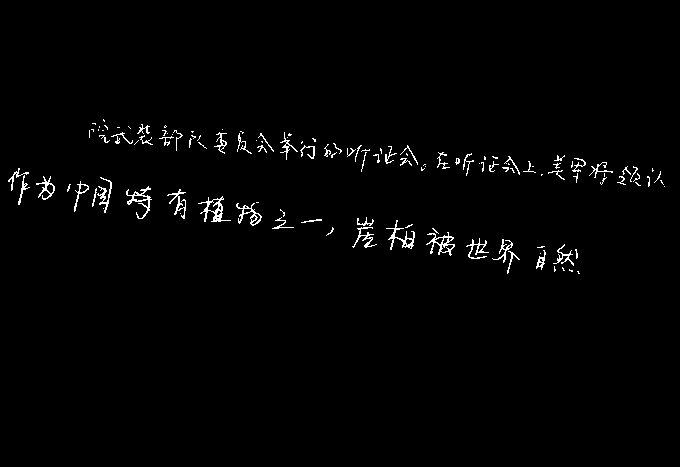 院武装部队委员会举行的听证会。在听证会上,美军将领认
作为中国特有植物之一,崖柏被世界自然